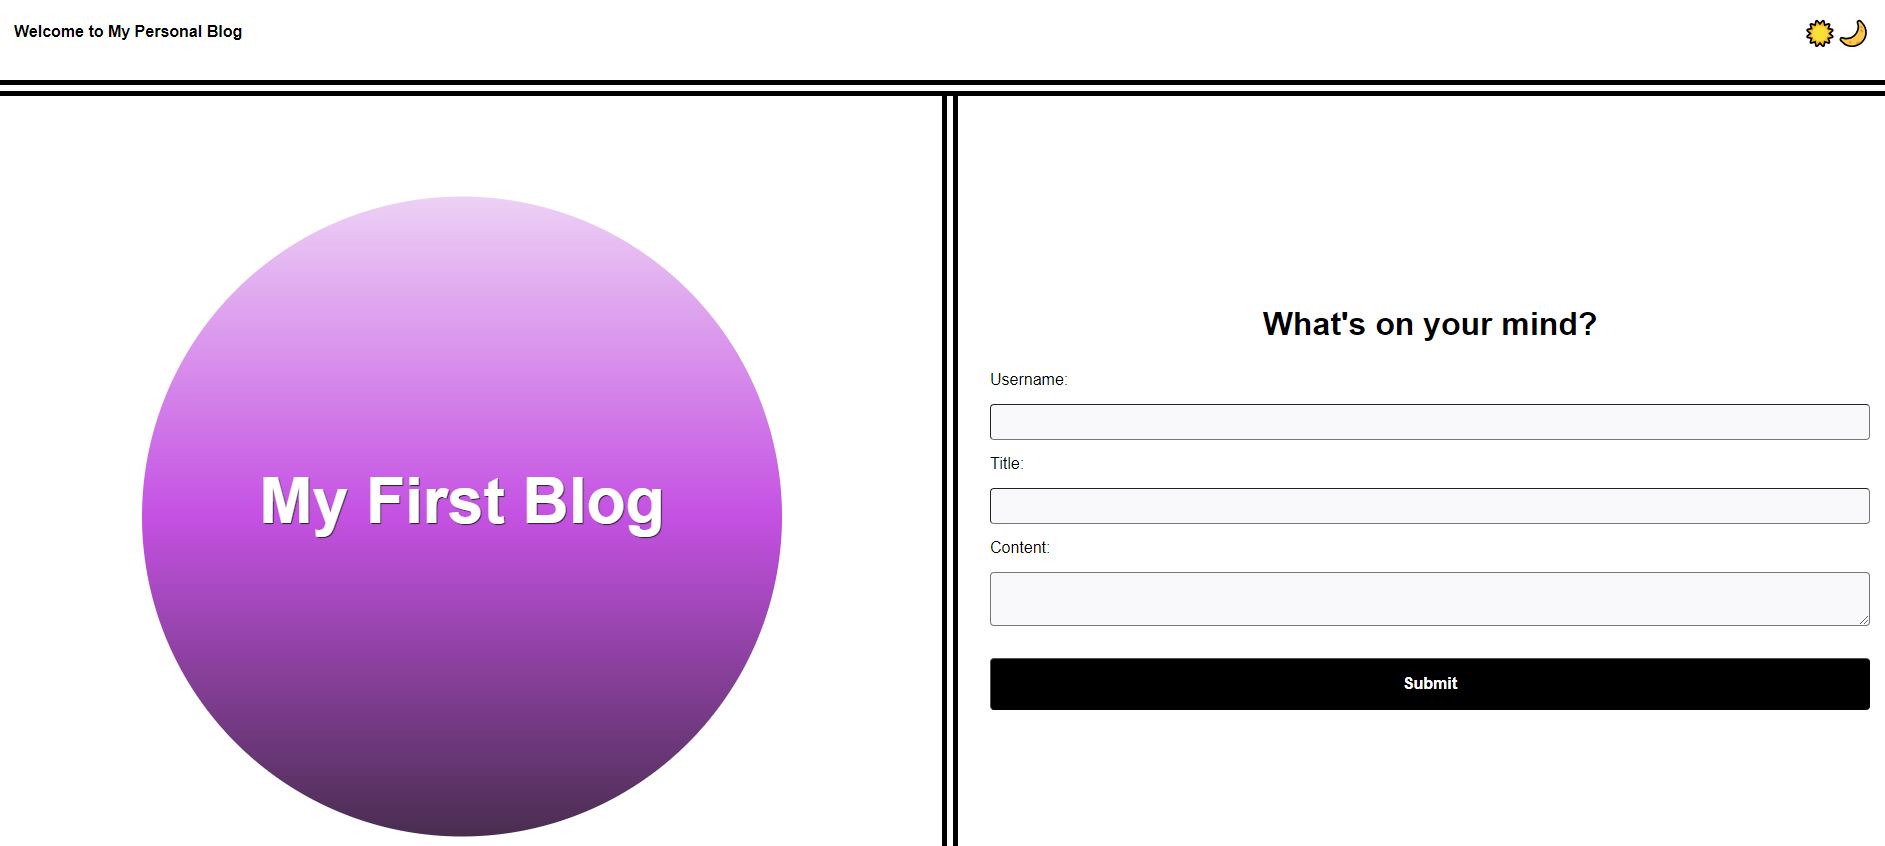 Welcome to My Personal Blog
My First Blog
What's on your mind?
Username:
Title:
Content:
Submit